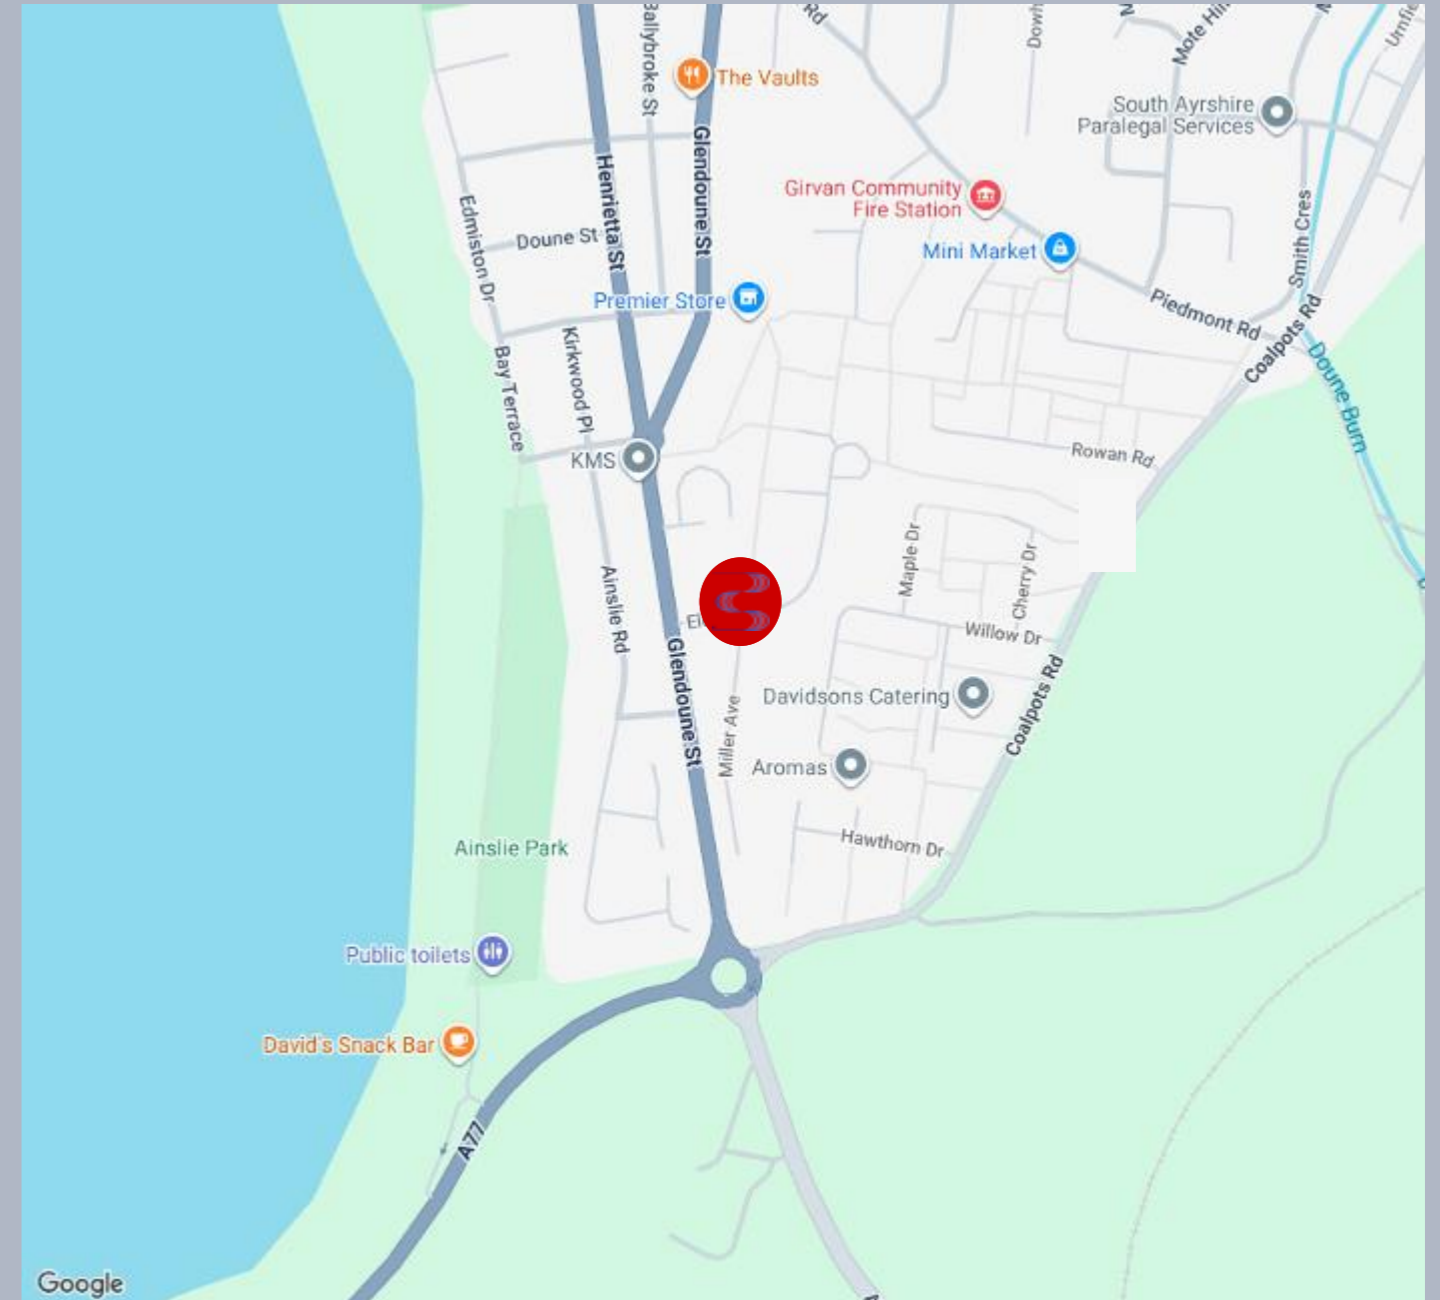 Rd
Ballybroke St
Mote Hill
The Vaults
South Ayrshire
Paralegal Services
Glendoune St
Henrietta St
Girvan Community
Fire Station
Edmiston Dr
Doune St
Mini Market
Smith Cres
Premier Store
Piedmont Rd
Coalpots Rd
Kirkwood Pl
Bay Terrace
Doune Burn
KMS
Rowan Rd
Maple Dr
Cherry Dr
Ainslie Rd
Willow Dr
Glendoune St
Davidsons Catering
Coalpots Rd
Miller Ave
Aromas
Hawthorn Dr
Ainslie Park
Public toilets
David's Snack Bar
A77
Google